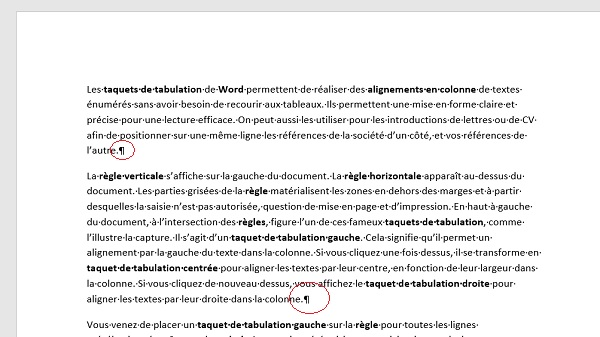 Les·taquets·de·tabulation·de·Word·permettent·de·réaliser·des·alignements·en·colonne·de·textes·
énumérés·sans·avoir·besoin·de·recourir·aux·tableaux.·Ils·permettent·une·mise·en·forme·claire·et·
précise·pour·une·lecture·efficace.·On·peut·aussi·les·utiliser·pour·les·introductions·de·lettres·ou·de·CV·
afin·de·positionner·sur·une·même·ligne·les·références·de·la·société·d'un·côté,·et·vos·références·de·
l'autre.¶
La·règle·verticale·s'affiche·sur·la·gauche·du·document.·La·règle·horizontale·apparaît·au-dessus·du·
document.·Les·parties·grisées·de·la·règle·matérialisent·les·zones·en·dehors·des·marges·et·à·partir·
desquelles·la·saisie·n'est·pas·autorisée,·question·de·mise·en·page·et·d'impression.·En·haut·à·gauche·
du·document,·à·l'intersection·des·règles,·figure·l'un·de·ces·fameux·taquets·de·tabulation,·comme·
l'illustre·la·capture.·Il·s'agit·d'un·taquet·de·tabulation·gauche.·Cela·signifie·qu'il·permet·un·
alignement·par·la·gauche·du·texte·dans·la·colonne.·Si·vous·cliquez·une·fois·dessus,·il·se·transforme·en·
taquet·de·tabulation·centrée·pour·aligner·les·textes·par·leur·centre,·en·fonction·de·leur·largeur·dans·
la·colonne.·Si·vous·cliquez·de·nouveau·dessus,·vous·affichez·le·taquet·de·tabulation·droite·pour·
aligner·les·textes·par·leur·droite·dans·la·colonne.¶
Vous·venez·de·placer·un·taquet·de·tabulation·gauche·sur·la·règle·pour·toutes·les·lignes·